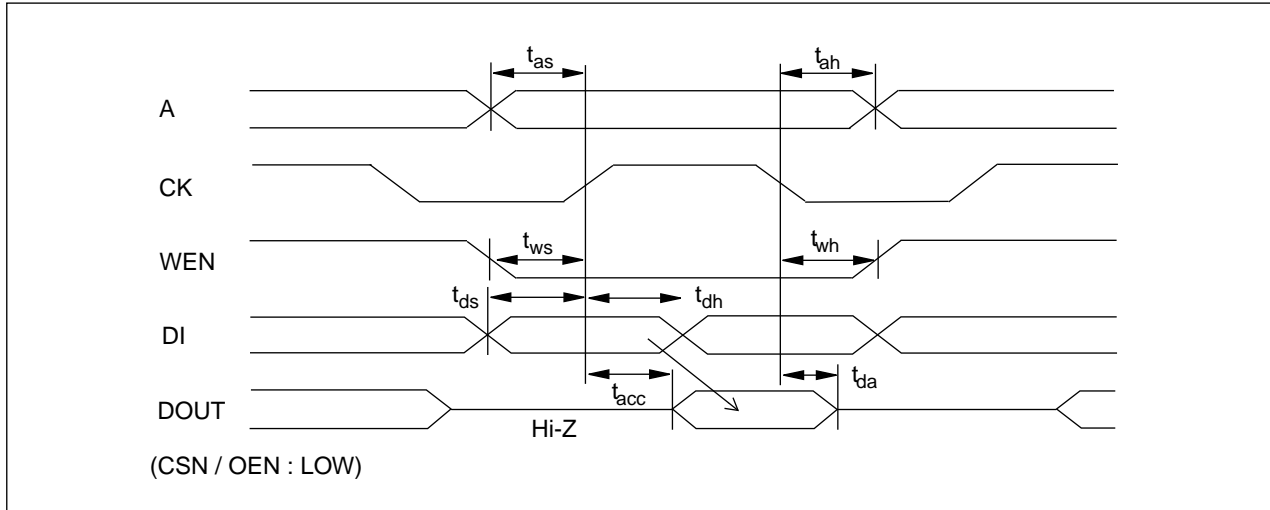 tas
tah
A
CK
WEN
tws
twh
tds
tdh
DI
tacc
tda
DOUT
Hi-Z
(CSN / OEN : LOW)